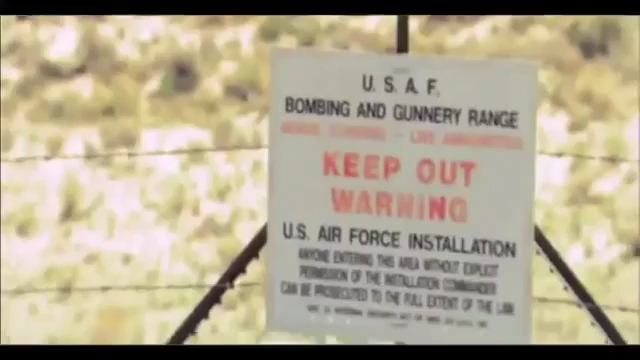 U. S. A. F.
BOMBING AND GUNNERY RANGE
KEEP OUT
WARNING
U.S. AIR FORCE INSTALLATION
ANYONE ENTERING THIS AREA WITHOUT EXPLICIT
PERMISSION OF THE INSTALLATION COMMANDER
CAN BE PROSECUTED TO THE FULL EXTENT OF THE LAW.